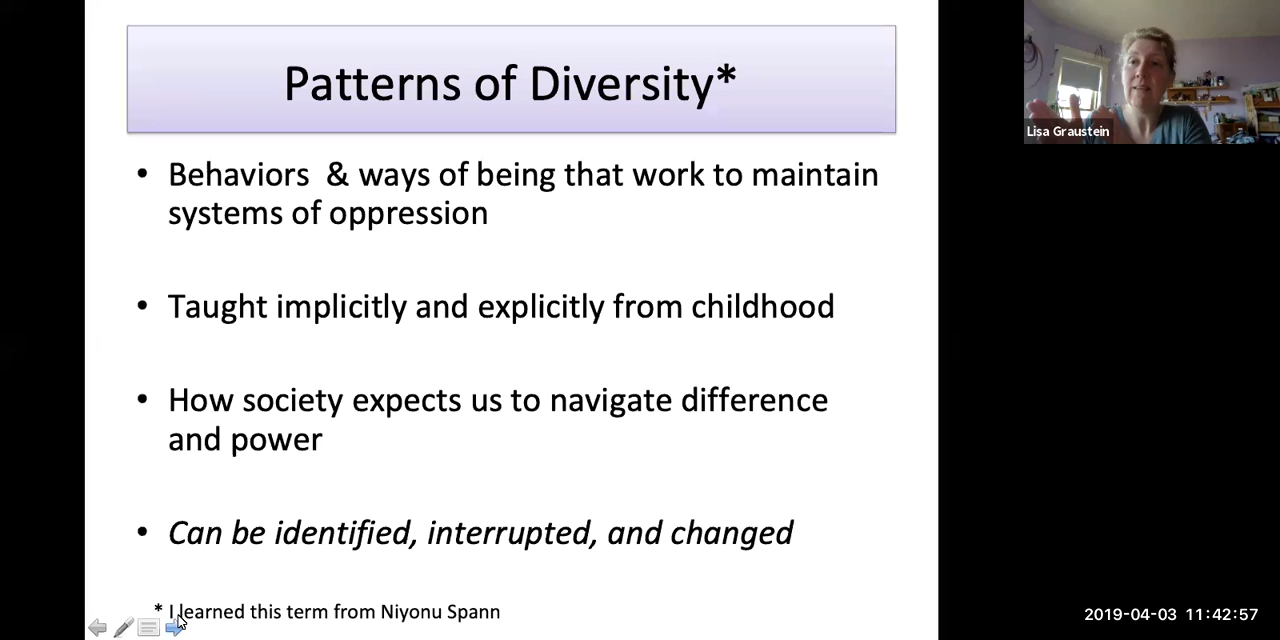 Patterns of Diversity*
• Behaviors & ways of being that work to maintain
systems of oppression
• Taught implicitly and explicitly from childhood
• How society expects us to navigate difference
and power
• Can be identified, interrupted, and changed
* I learned this term from Niyonu Spann
Lisa Graustein
2019-04-03 11:42:57